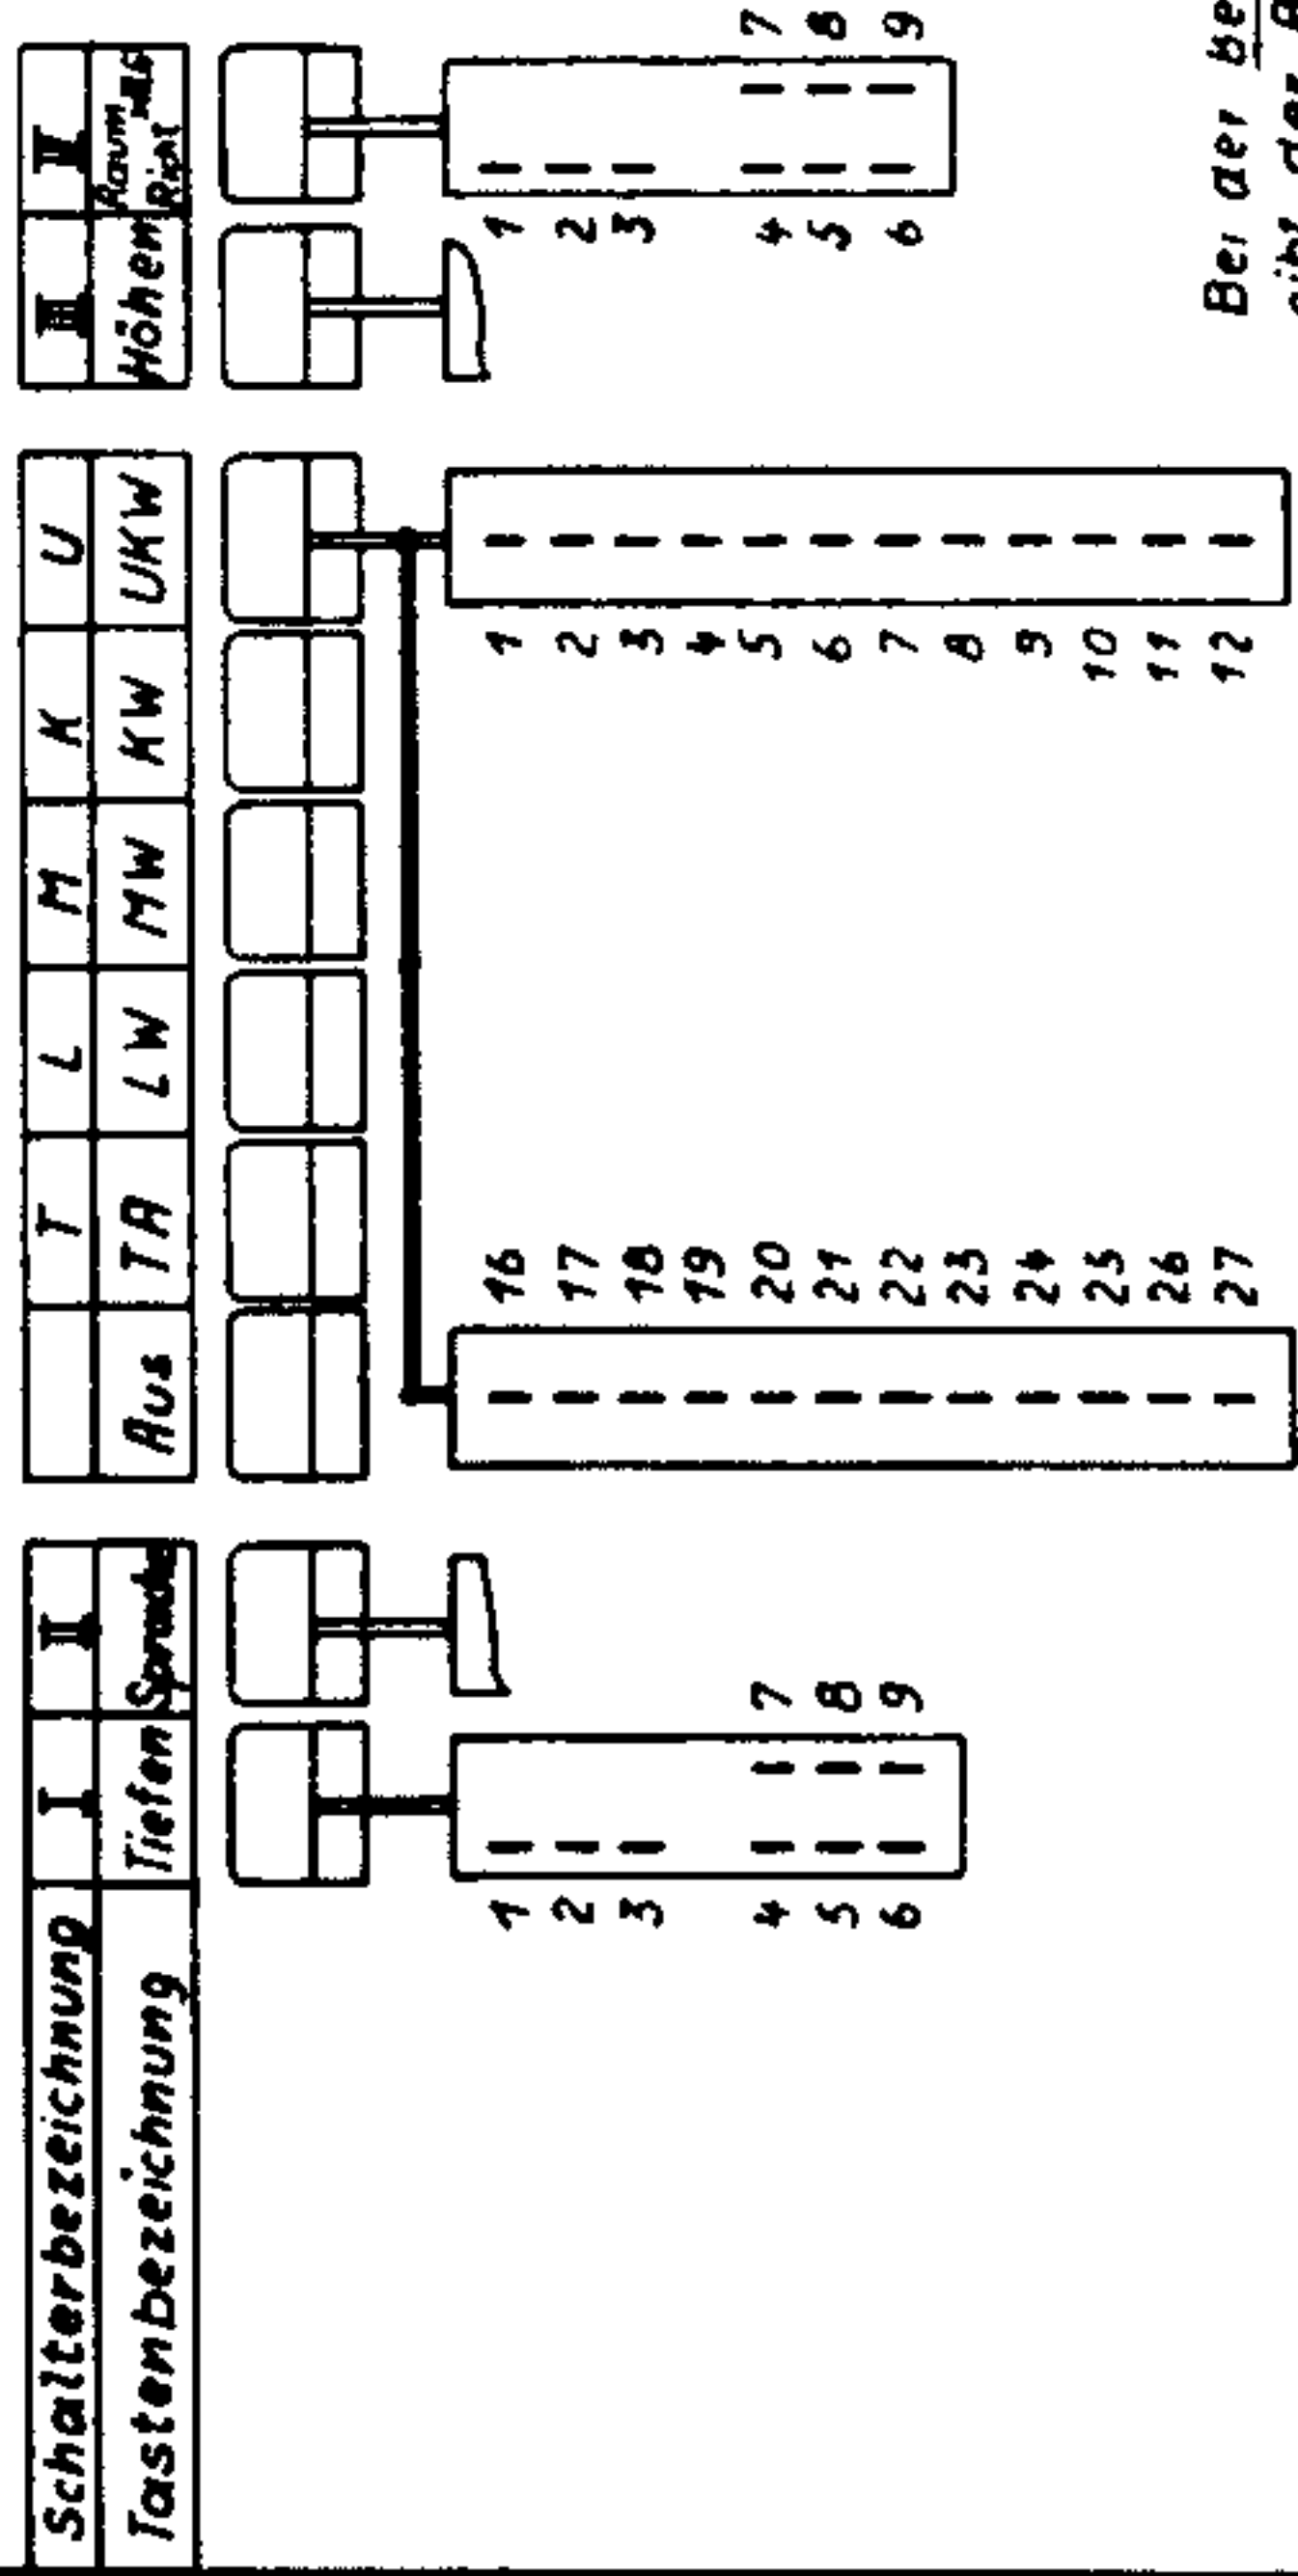 Schalterbezeichnung I II T L M K U III
Tastenbezeichnung Tiefen Sprache Aus TA LW MW KW UKW Höhen Raum
Richt
1 16 1 1
2 17 2 2
3 18 3 3
19 4
4 7 20 5 4 7
5 8 21 6 5 8
6 9 22 7 6 9
23 8
24 9
25 10
26 11
27 12
Bei der Be
gibt der